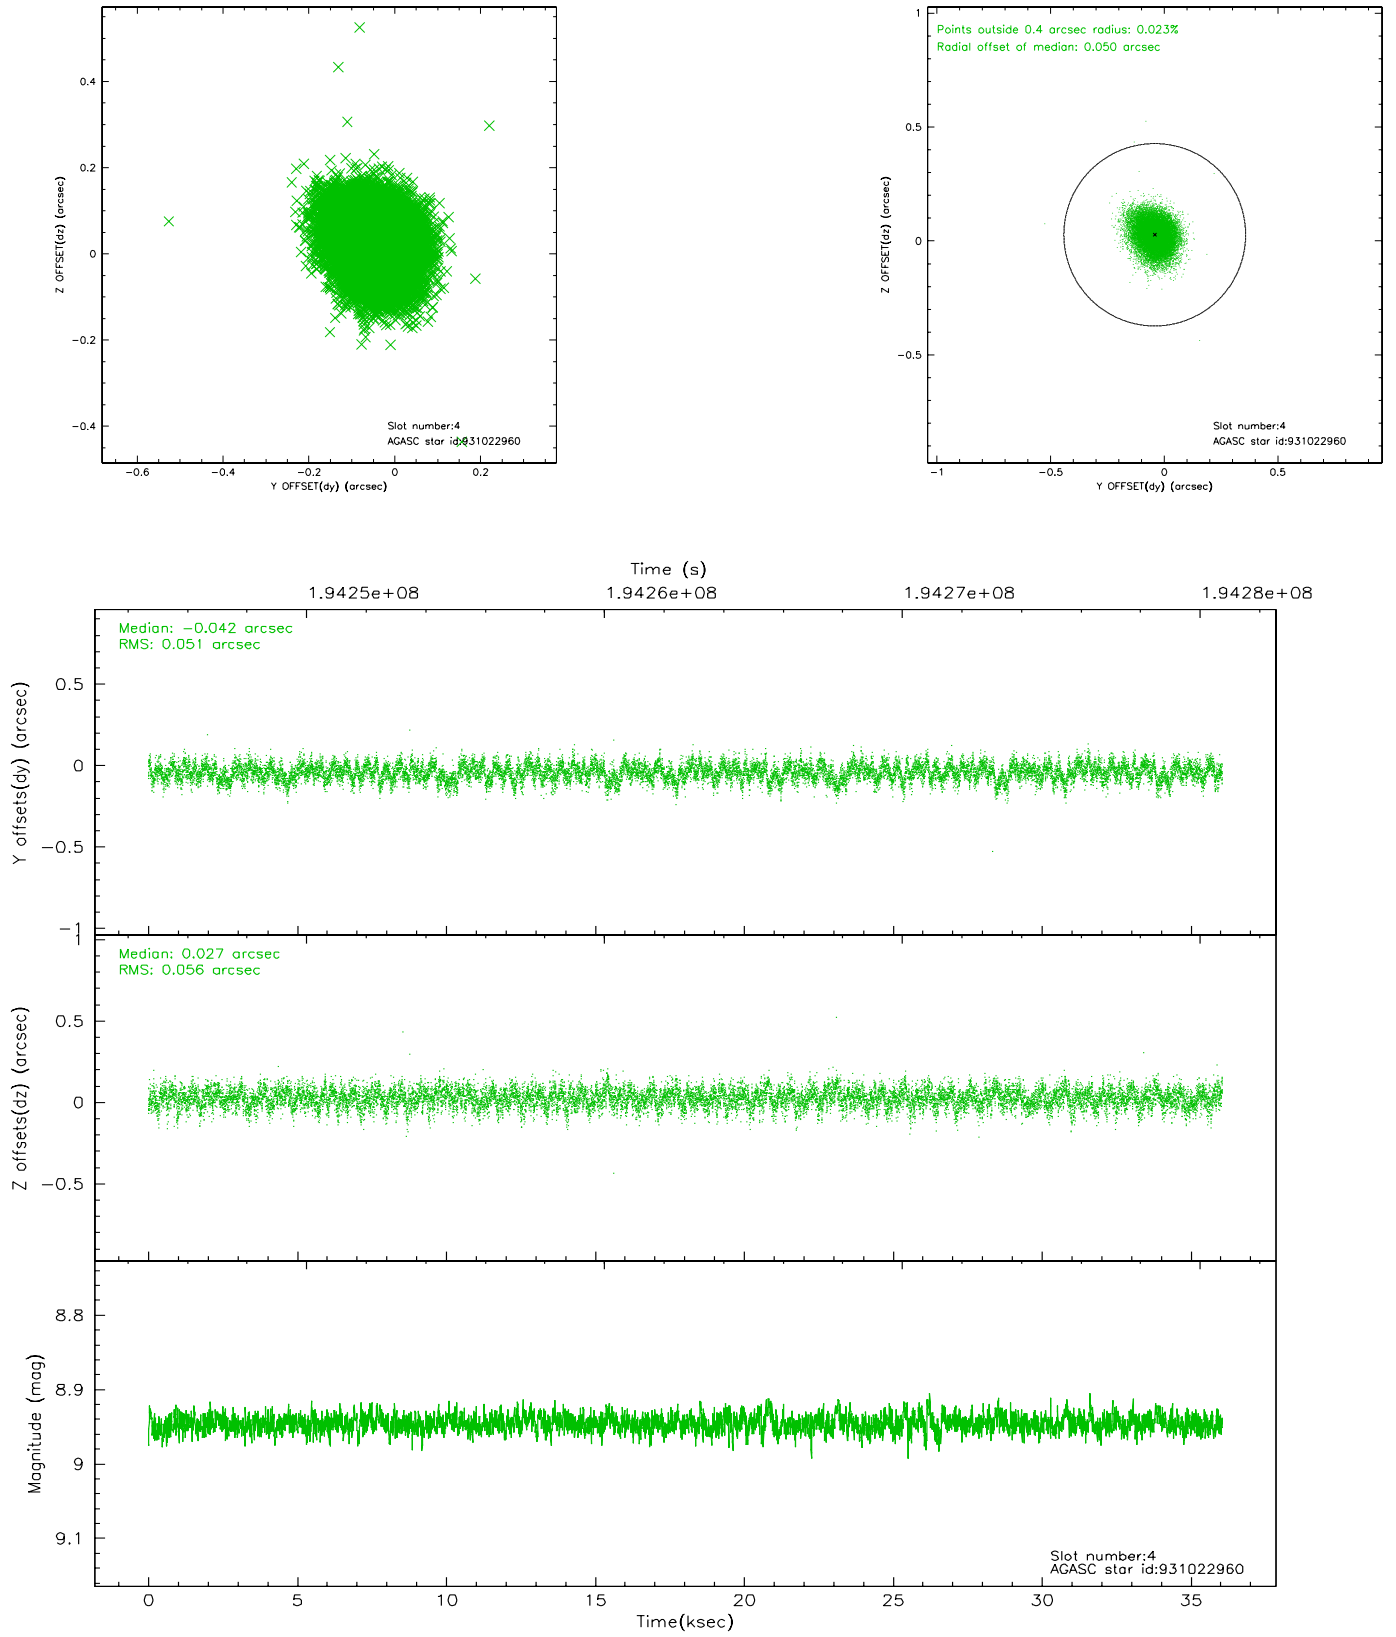 0.4
0.2
0
−0.2
−0.4
Z OFFSET(dz) (arcsec)
Slot number:4
AGASC star id:931022960
−0.6 −0.4 −0.2 0 0.2
Y OFFSET(dy) (arcsec)
Points outside 0.4 arcsec radius: 0.023%
Radial offset of median: 0.050 arcsec
1
0.5
0
−0.5
Z OFFSET(dz) (arcsec)
Slot number:4
AGASC star id:931022960
−1 −0.5 0 0.5
Y OFFSET(dy) (arcsec)
Time (s)
1.9425e+08 1.9426e+08 1.9427e+08 1.9428e+08
Median: −0.042 arcsec
RMS: 0.051 arcsec
0.5
0
−0.5
−1
Y offsets(dy) (arcsec)
Median: 0.027 arcsec
RMS: 0.056 arcsec
1
0.5
0
−0.5
Z offsets(dz) (arcsec)
8.8
8.9
9
9.1
Magnitude (mag)
Slot number:4
AGASC star id:931022960
0 5 10 15 20 25 30 35
Time(ksec)